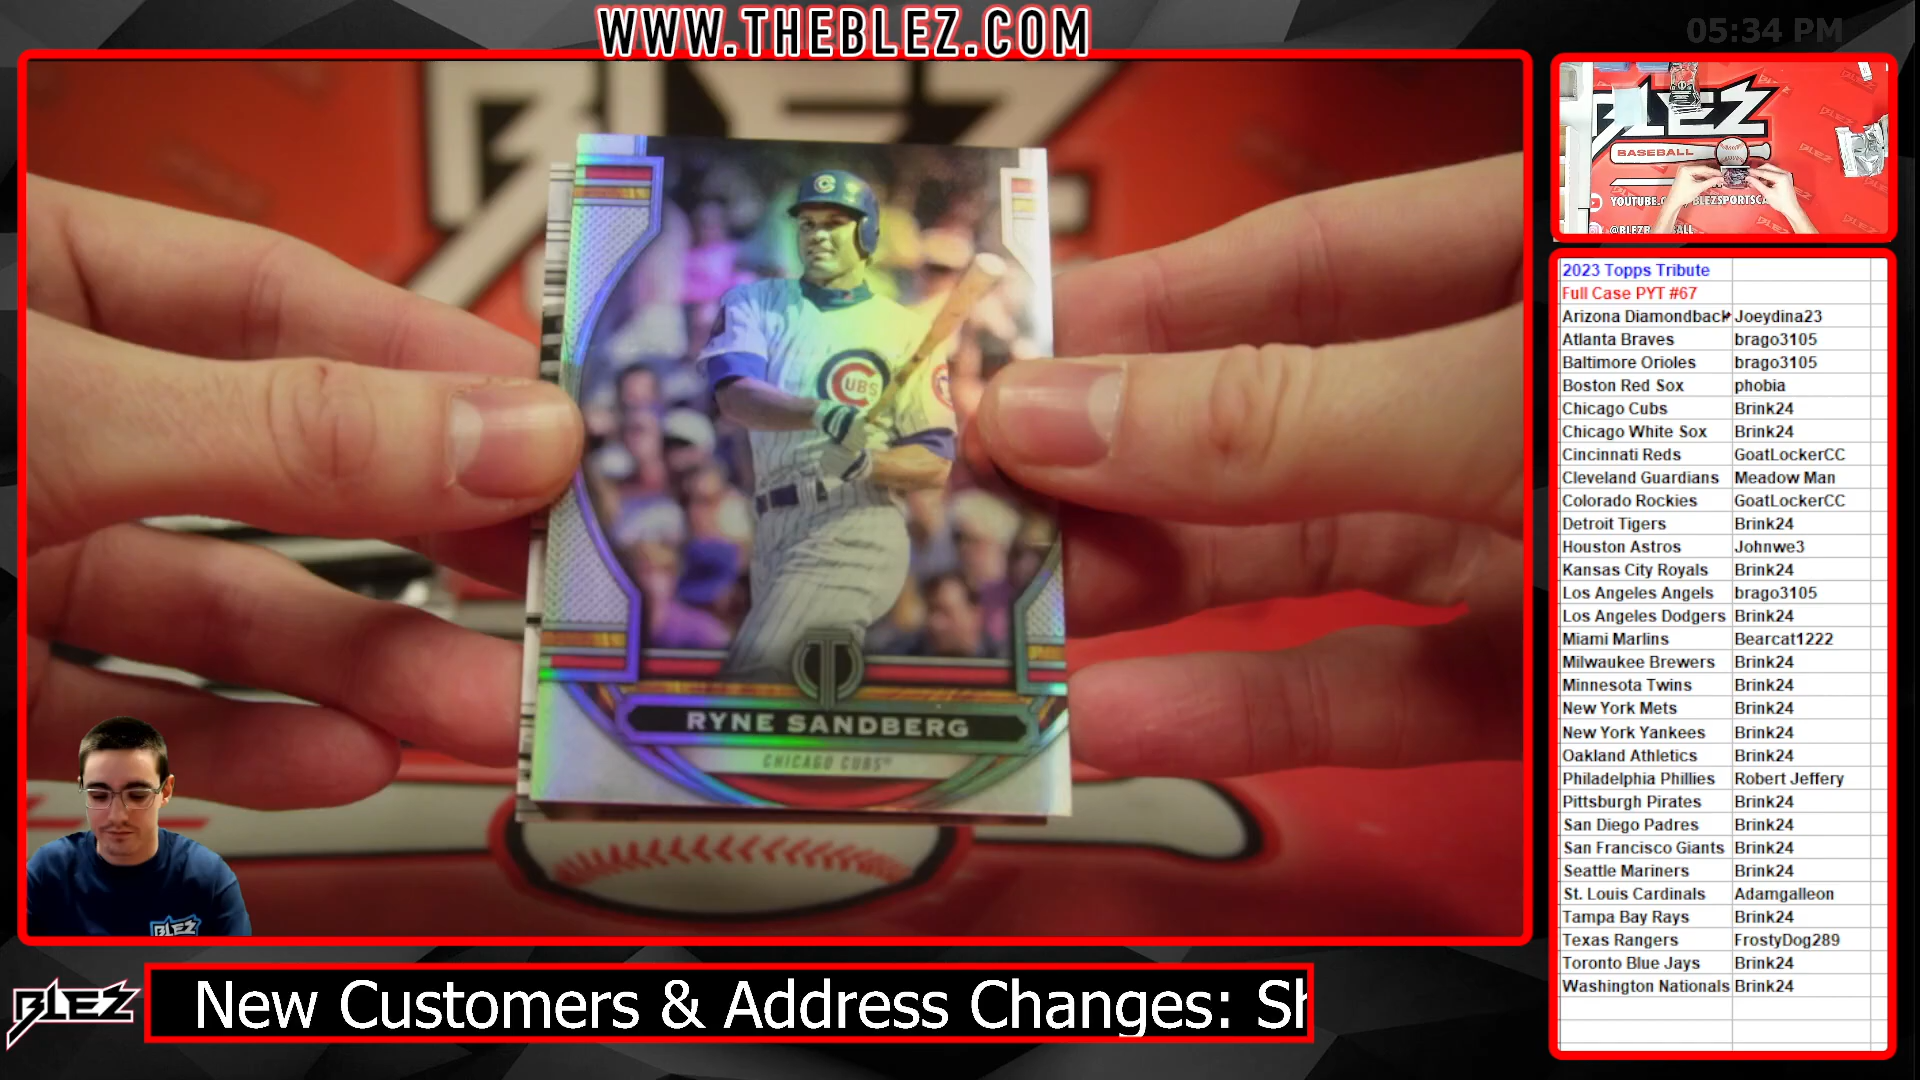 WWW.THEBLEZ.COM
05:34 PM
BLEZ
BASEBALL
YOUTUBE.C
BLEZSPORTSCA
CUBS
RYNE SANDBERG
CHICAGO CUBS
2023 Topps Tribute
Full Case PYT #67
Arizona Diamondback Joeydina23
Atlanta Braves brago3105
Baltimore Orioles brago3105
Boston Red Sox phobia
Chicago Cubs Brink24
Chicago White Sox Brink24
Cincinnati Reds GoatLockerCC
Cleveland Guardians Meadow Man
Colorado Rockies GoatLockerCC
Detroit Tigers Brink24
Houston Astros Johnwe3
Kansas City Royals Brink24
Los Angeles Angels brago3105
Los Angeles Dodgers Brink24
Miami Marlins Bearcat1222
Milwaukee Brewers Brink24
Minnesota Twins Brink24
New York Mets Brink24
New York Yankees Brink24
Oakland Athletics Brink24
Philadelphia Phillies Robert Jeffery
Pittsburgh Pirates Brink24
San Diego Padres Brink24
San Francisco Giants Brink24
Seattle Mariners Brink24
St. Louis Cardinals Adamgalleon
Tampa Bay Rays Brink24
Texas Rangers FrostyDog289
Toronto Blue Jays Brink24
Washington Nationals Brink24
BLEZ
BLEZ
New Customers & Address Changes: Sh